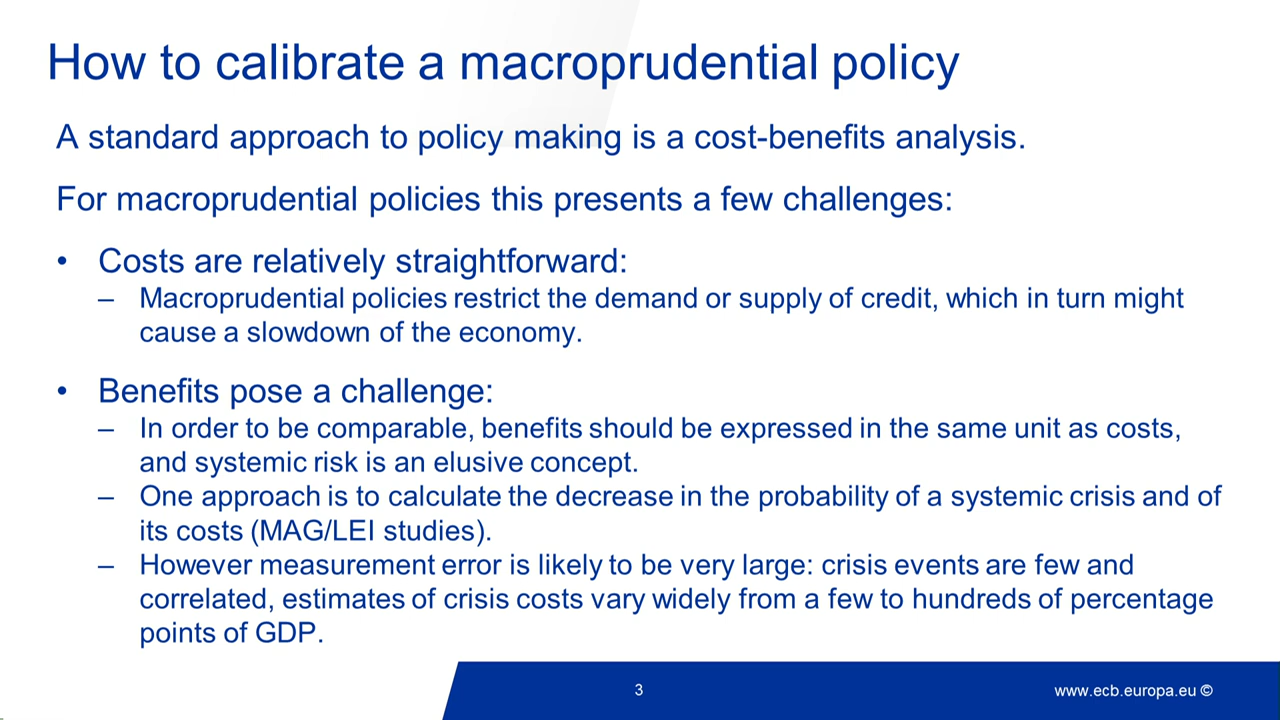 How to calibrate a macroprudential policy
A standard approach to policy making is a cost-benefits analysis.
For macroprudential policies this presents a few challenges:
• Costs are relatively straightforward:
– Macroprudential policies restrict the demand or supply of credit, which in turn might
cause a slowdown of the economy.
• Benefits pose a challenge:
– In order to be comparable, benefits should be expressed in the same unit as costs,
and systemic risk is an elusive concept.
– One approach is to calculate the decrease in the probability of a systemic crisis and of
its costs (MAG/LEI studies).
– However measurement error is likely to be very large: crisis events are few and
correlated, estimates of crisis costs vary widely from a few to hundreds of percentage
points of GDP.
3
www.ecb.europa.eu ©